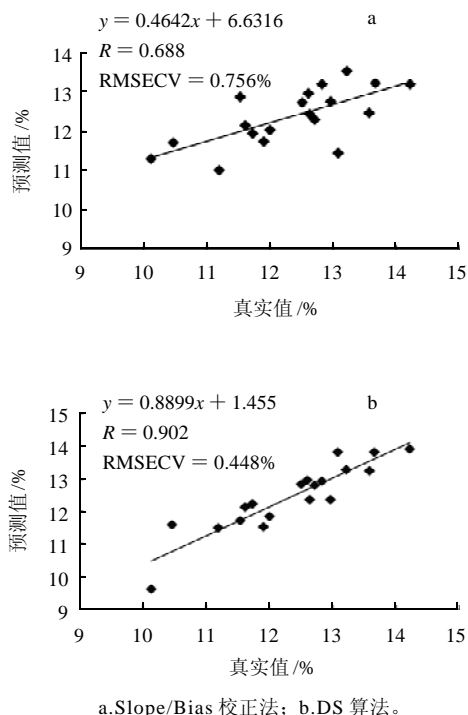 y = 0.4642x + 6.6316
a
R = 0.688
RMSECV = 0.756%
14
13
12
11
10
9
预测值/%
9 10 11 12 13 14 15
真实值/%
y = 0.8899x + 1.455
b
R = 0.902
RMSECV = 0.448%
15
14
13
12
11
10
9
预测值/%
9 10 11 12 13 14 15
真实值/%
a.Slope/Bias 校正法；b.DS 算法。